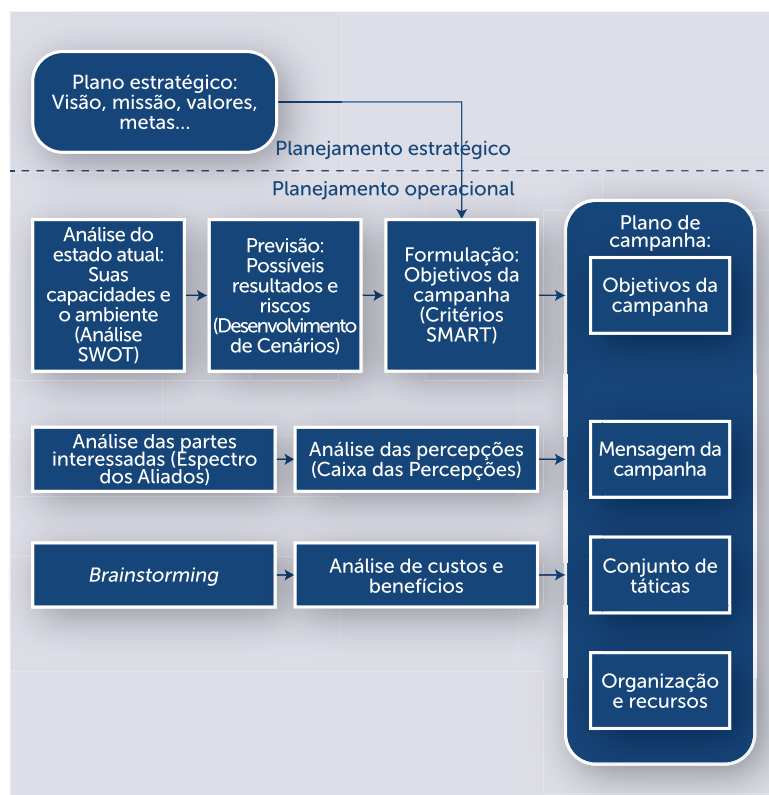 Plano estratégico:
Visão, missão, valores,
metas...
Planejamento estratégico
Planejamento operacional
Análise do
estado atual:
Suas
capacidades e
o ambiente
(Análise
SWOT)
Previsão:
Possíveis
resultados e
riscos
(Desenvolvimento
de Cenários)
Formulação:
Objetivos da
campanha
(Critérios
SMART)
Plano de
campanha:
Objetivos da
campanha
Análise das partes
interessadas (Espectro
dos Aliados)
Análise das percepções
(Caixa das Percepções)
Mensagem da
campanha
Brainstorming
Análise de custos e
benefícios
Conjunto de
táticas
Organização
e recursos